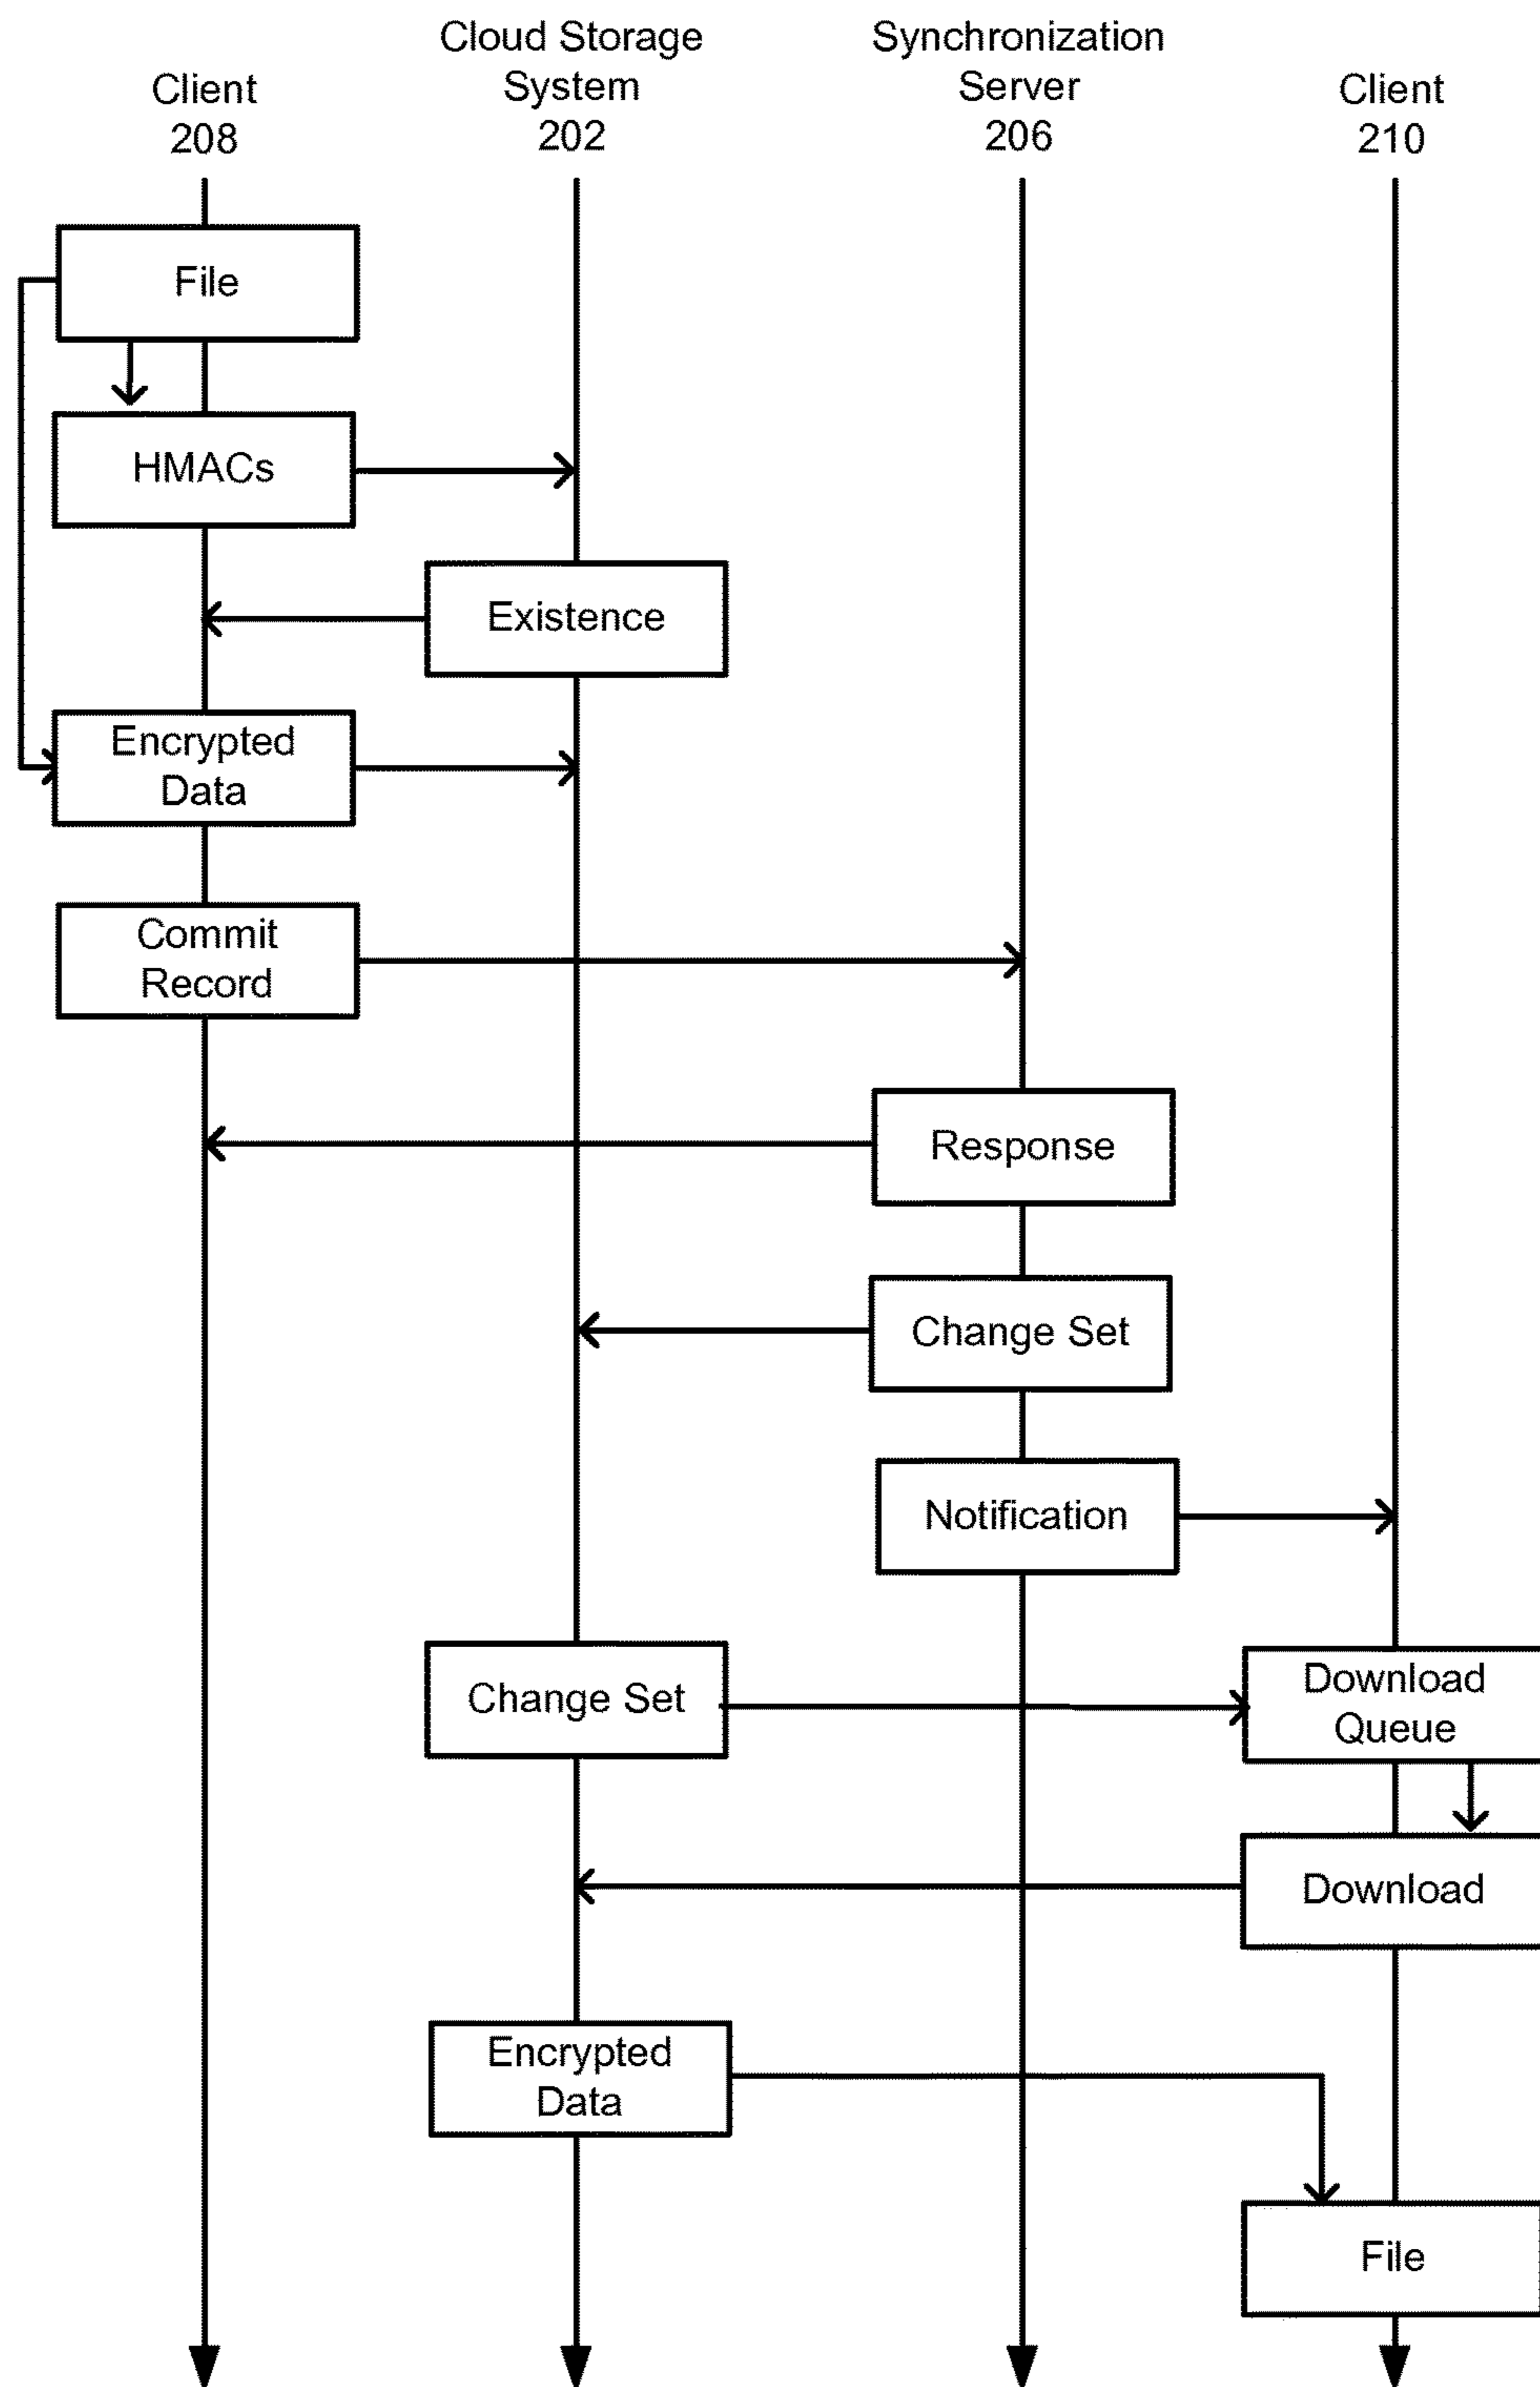 Client
208
Cloud Storage
System
202
Synchronization
Server
206
Client
210
File
HMACs
Existence
Encrypted
Data
Commit
Record
Response
Change Set
Notification
Change Set
Download
Queue
Download
Encrypted
Data
File